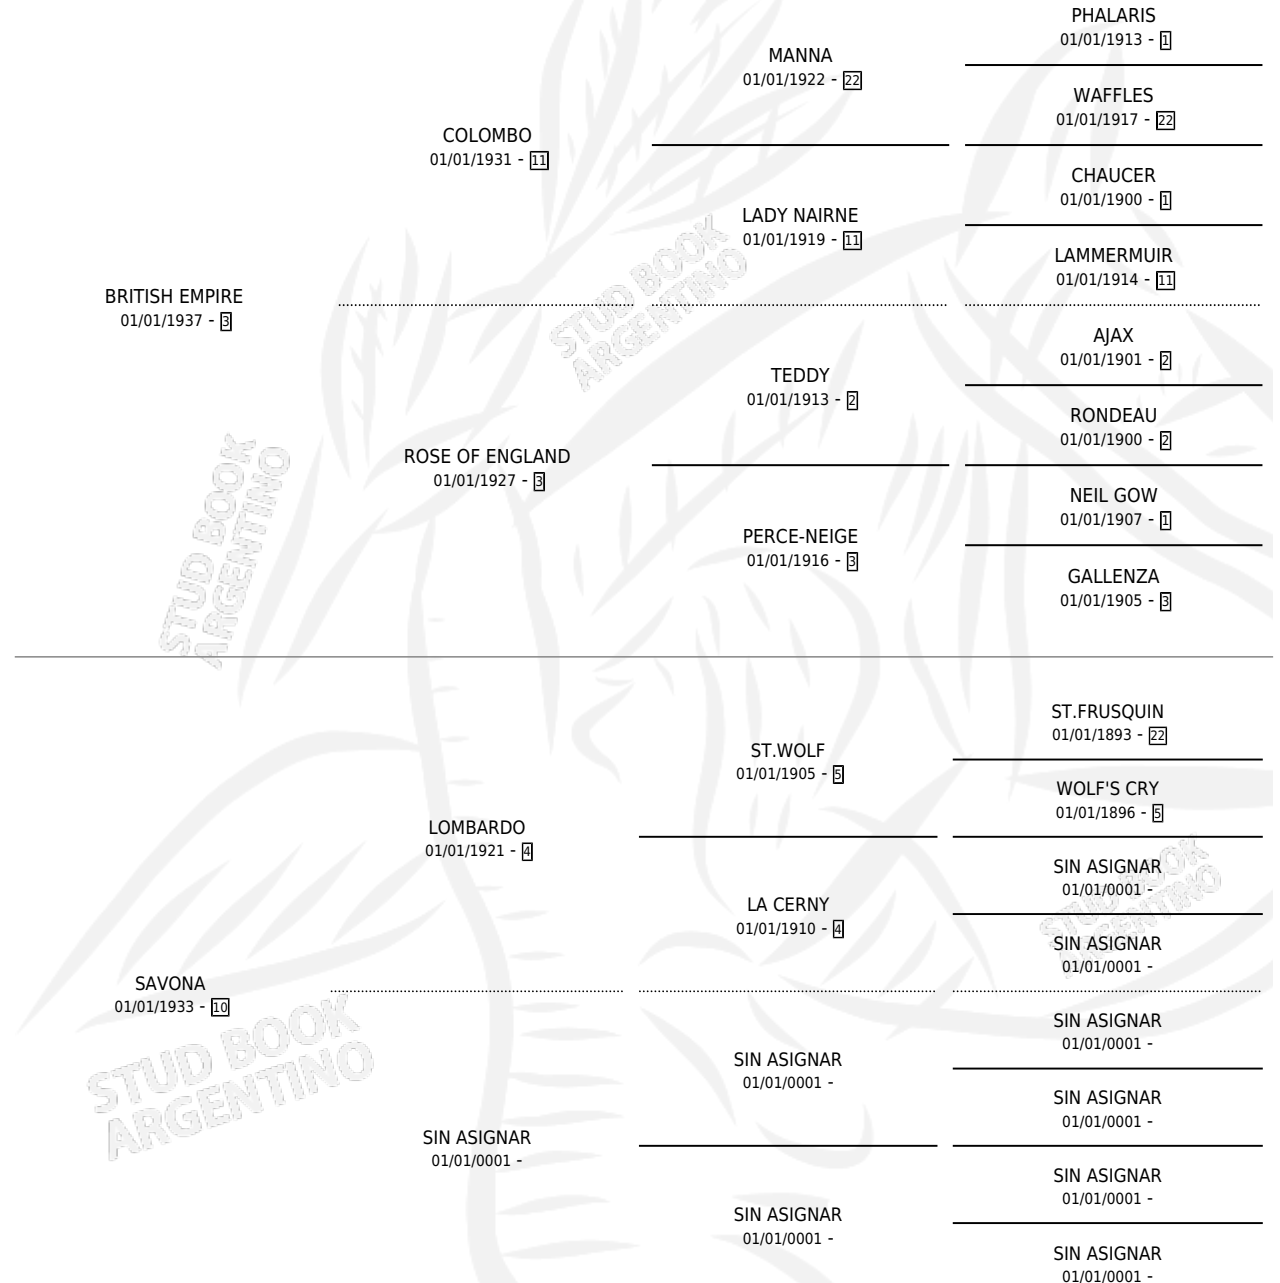 PHALARIS
01/01/1913 - 1
MANNA
01/01/1922 - 22
WAFFLES
01/01/1917 - 22
COLOMBO
01/01/1931 - 11
CHAUCER
01/01/1900 - 1
LADY NAIRNE
01/01/1919 - 11
LAMMERMUIR
01/01/1914 - 11
BRITISH EMPIRE
01/01/1937 - 3
STUD BOOK
ARGENTINO
AJAX
01/01/1901 - 2
TEDDY
01/01/1913 - 2
RONDEAU
01/01/1900 - 2
ROSE OF ENGLAND
01/01/1927 - 3
NEIL GOW
01/01/1907 - 1
PERCE-NEIGE
01/01/1916 - 3
GALLENZA
01/01/1905 - 3
STUD BOOK
ARGENTINO
ST.FRUSQUIN
01/01/1893 - 22
ST.WOLF
01/01/1905 - 5
WOLF'S CRY
01/01/1896 - 5
LOMBARDO
01/01/1921 - 4
SIN ASIGNAR
01/01/0001 -
LA CERNY
01/01/1910 - 4
SIN ASIGNAR
01/01/0001 -
STUD BOOK
ARGENTINO
SAVONA
01/01/1933 - 10
SIN ASIGNAR
01/01/0001 -
SIN ASIGNAR
01/01/0001 -
SIN ASIGNAR
01/01/0001 -
STUD BOOK
ARGENTINO
SIN ASIGNAR
01/01/0001 -
SIN ASIGNAR
01/01/0001 -
SIN ASIGNAR
01/01/0001 -
SIN ASIGNAR
01/01/0001 -